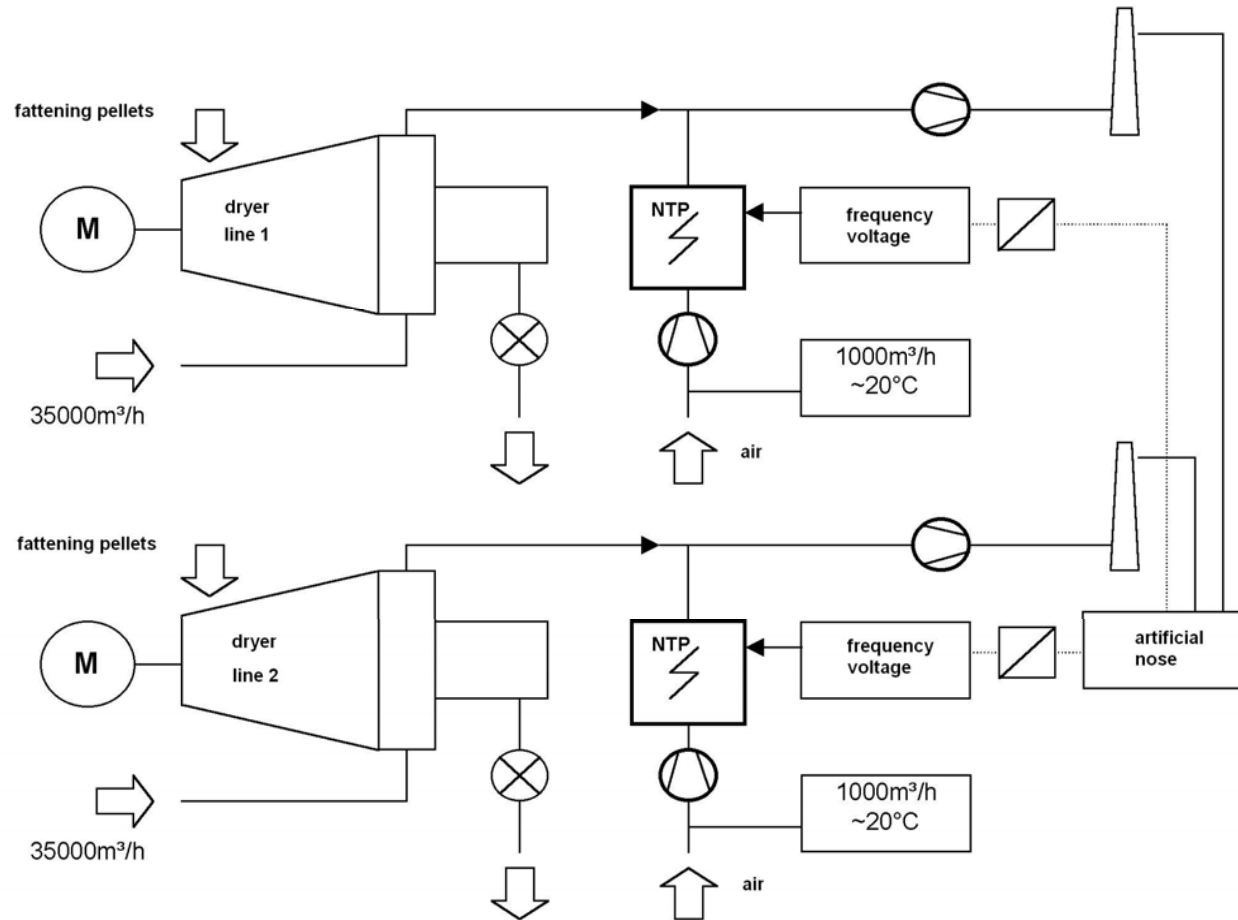 fattening pellets
M
dryer
line 1
NTP
frequency
voltage
35000m³/h
1000m³/h
~20°C
air
fattening pellets
M
dryer
line 2
NTP
frequency
voltage
artificial
nose
35000m³/h
1000m³/h
~20°C
air